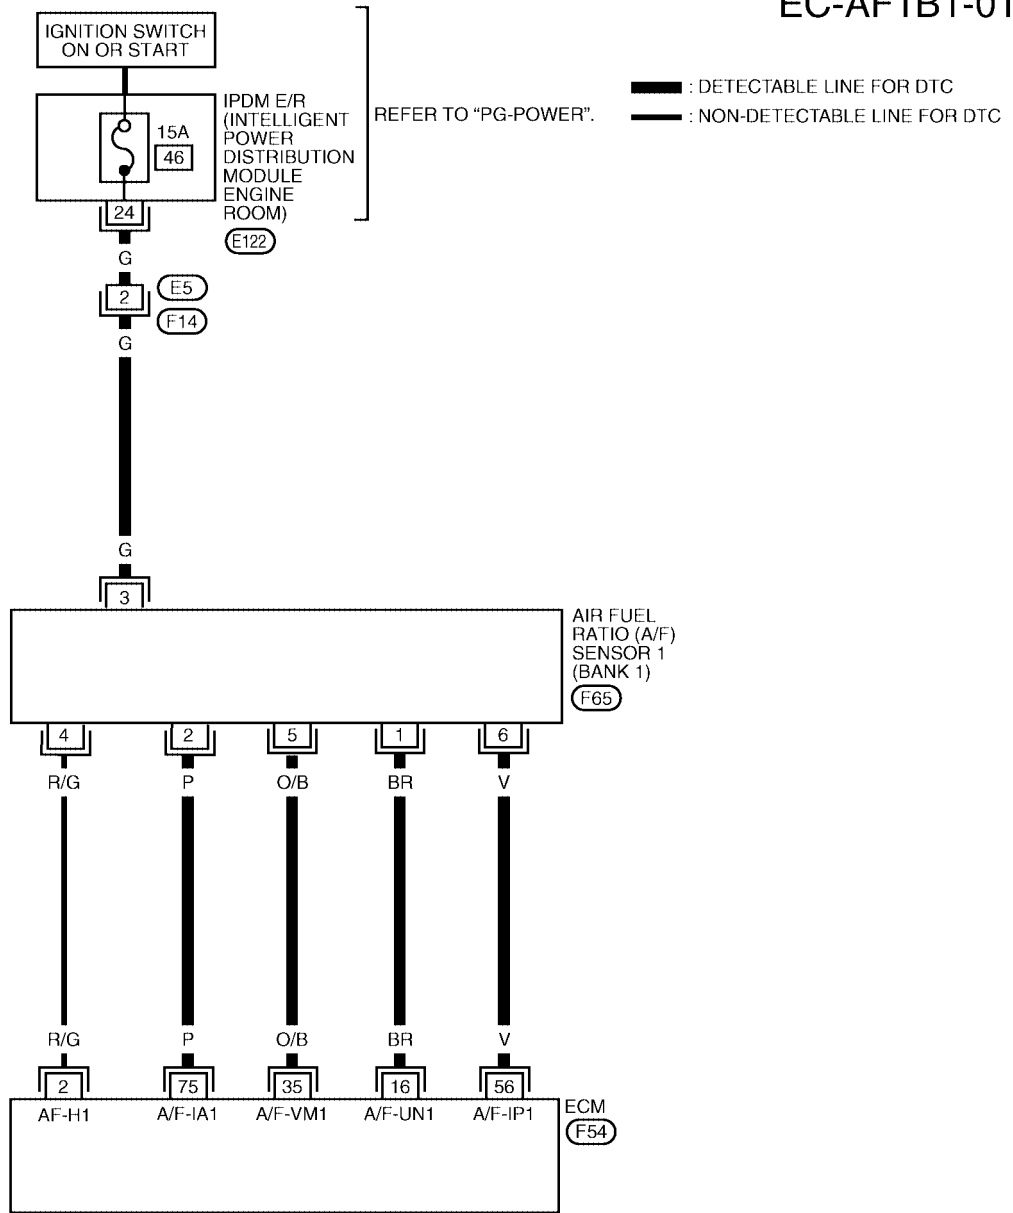 EC-AF1B1-01
IGNITION SWITCH
ON OR START
: DETECTABLE LINE FOR DTC
: NON-DETECTABLE LINE FOR DTC
REFER TO “PG-POWER”.
IPDM E/R
(INTELLIGENT
POWER
DISTRIBUTION
MODULE
ENGINE
ROOM)
15A
46
24
E122
G
2
E5
F14
G
G
3
AIR FUEL
RATIO (A/F)
SENSOR 1
(BANK 1)
F65
4 2 5 1 6
R/G P O/B BR V
R/G P O/B BR V
2 75 35 16 56
AF-H1 A/F-IA1 A/F-VM1 A/F-UN1 A/F-IP1
ECM
F54